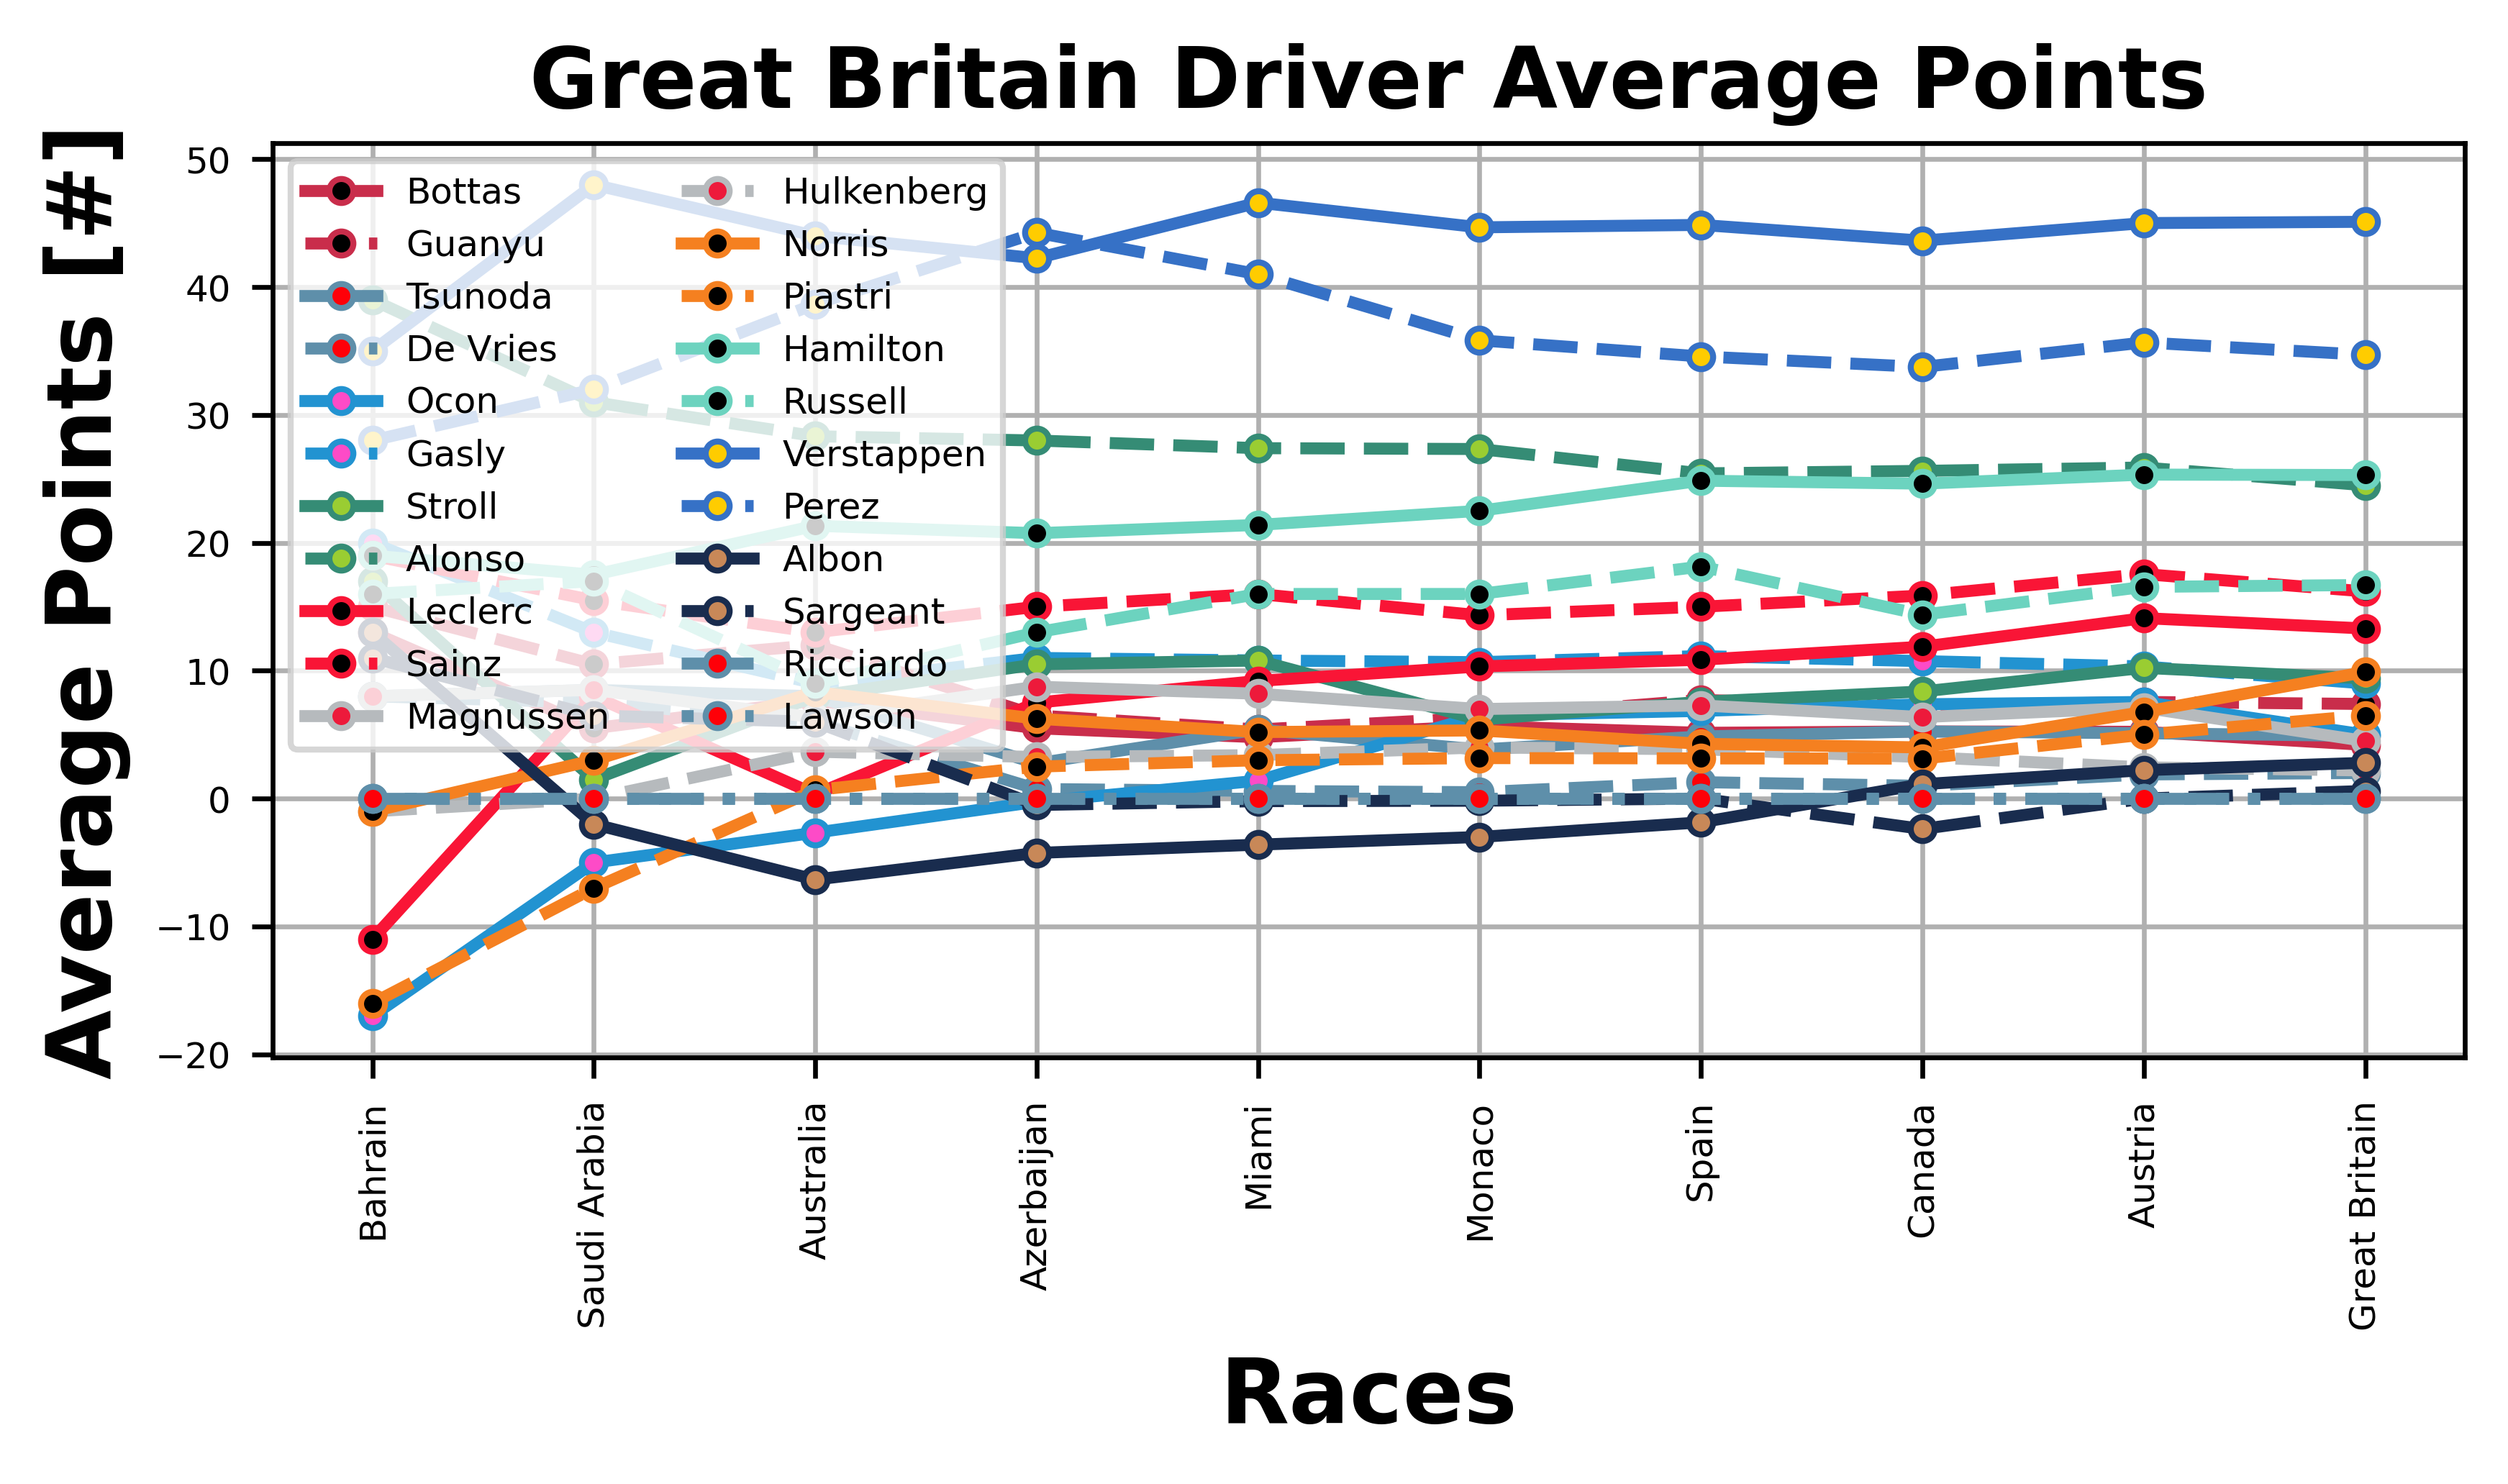 Great Britain Driver Average Points
Average Points [#]
50
40
30
20
10
0
−10
−20
Bottas
Guanyu
Tsunoda
De Vries
Ocon
Gasly
Stroll
Alonso
Leclerc
Sainz
Magnussen
Hulkenberg
Norris
Piastri
Hamilton
Russell
Verstappen
Perez
Albon
Sargeant
Ricciardo
Lawson
Bahrain
Saudi Arabia
Australia
Azerbaijan
Miami
Monaco
Spain
Canada
Austria
Great Britain
Races